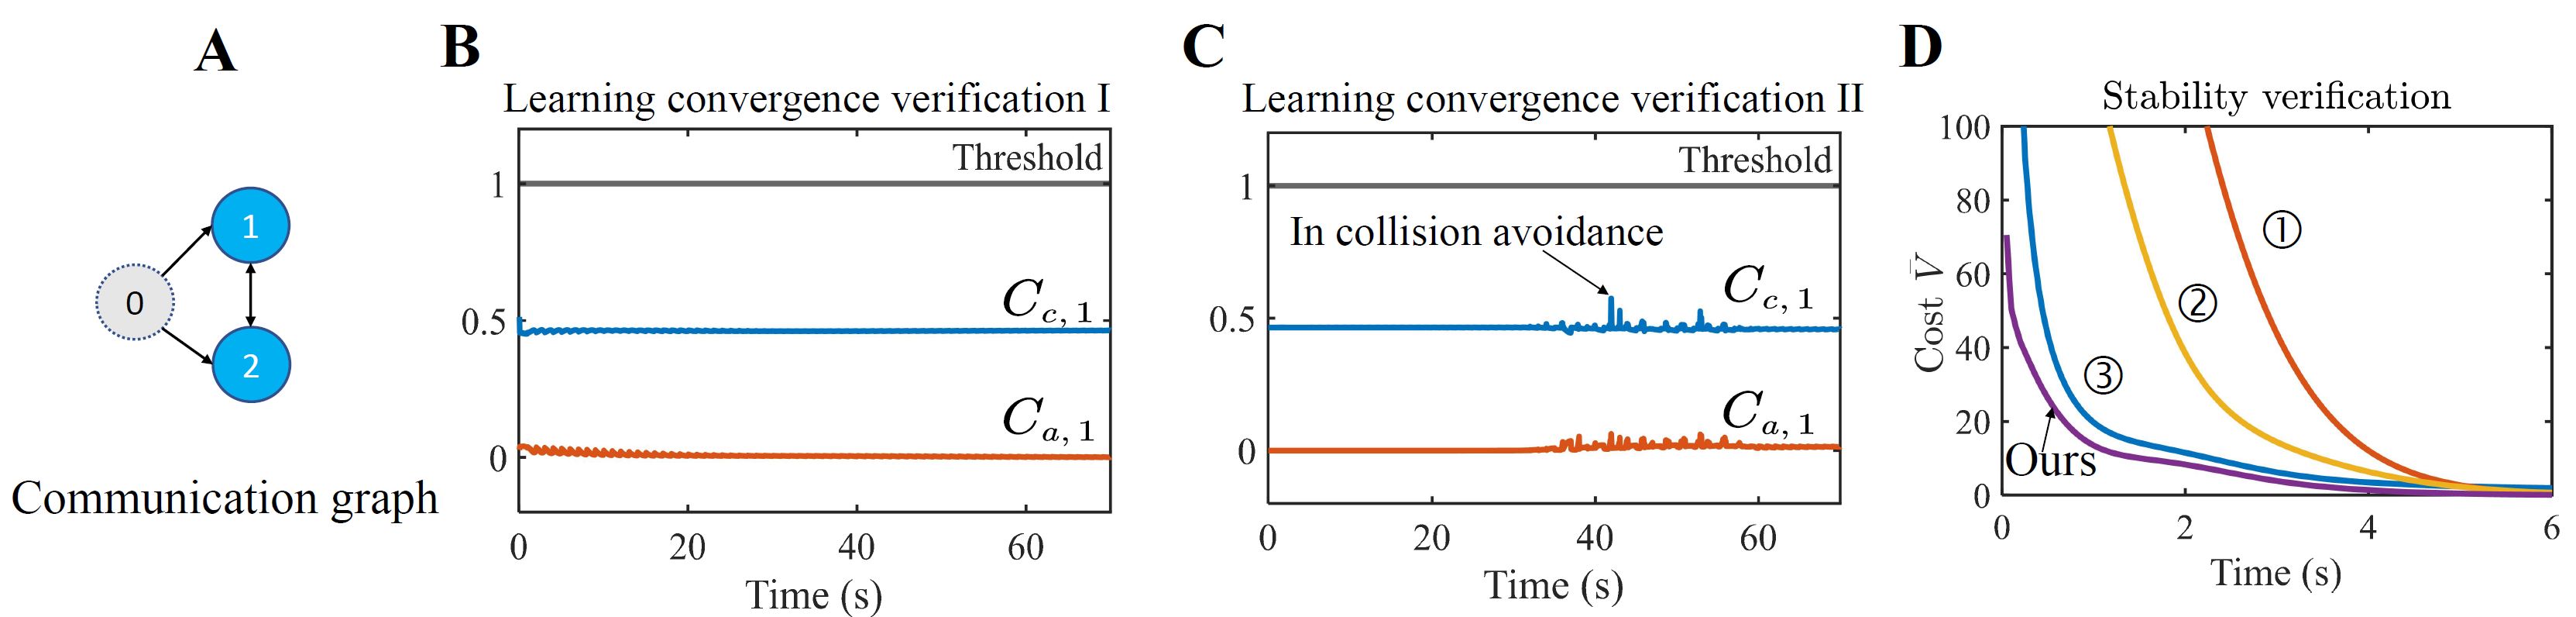 A
0
1
2
Communication graph
B
Learning convergence verification I
Threshold
1
0.5
0
C_{c, 1}
C_{a, 1}
0
20
40
60
Time (s)
C
Learning convergence verification II
Threshold
1
0.5
0
In collision avoidance
C_{c, 1}
C_{a, 1}
0
20
40
60
Time (s)
D
Stability verification
100
80
60
40
20
0
Cost V̄
①
②
③
Ours
0
2
4
6
Time (s)